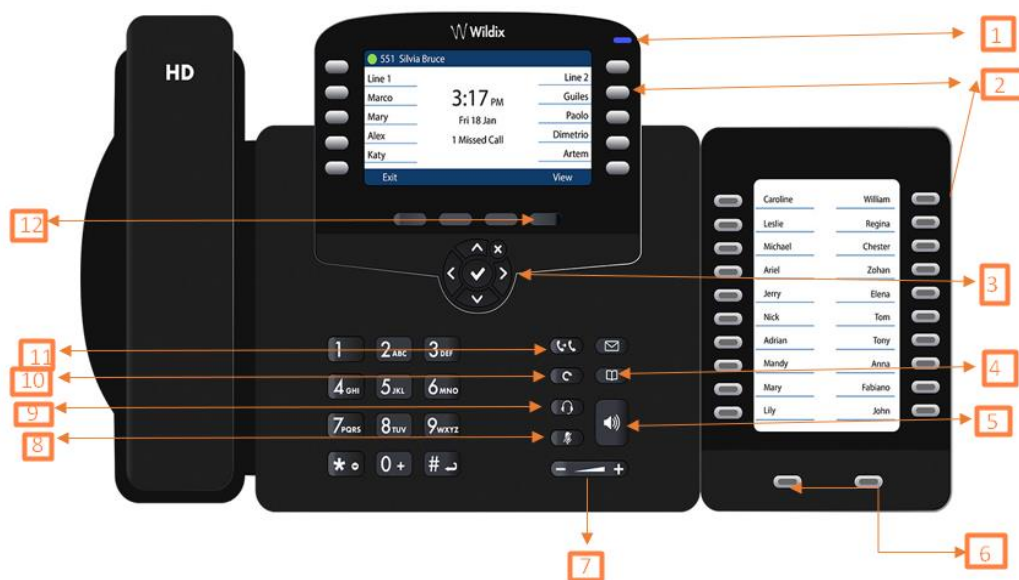 Wildix
1
HD
551 Silvia Bruce
Line 1
Line 2
2
Marco
3:17 PM
Guiles
Mary
Fri 18 Jan
Paolo
Alex
1 Missed Call
Dimetrio
Katy
Artem
Exit
View
12
Caroline
William
Leslie
Regina
Michael
Chester
Ariel
Zohan
3
Jerry
Elena
Nick
Tom
Adrian
Tony
Mandy
Anna
Mary
Fabiano
Lily
John
11
1
2 ABC
3 DEF
10
4 GHI
5 JKL
6 MNO
4
9
7 PQRS
8 TUV
9 WXYZ
5
8
*
0 +
#
- +
6
7